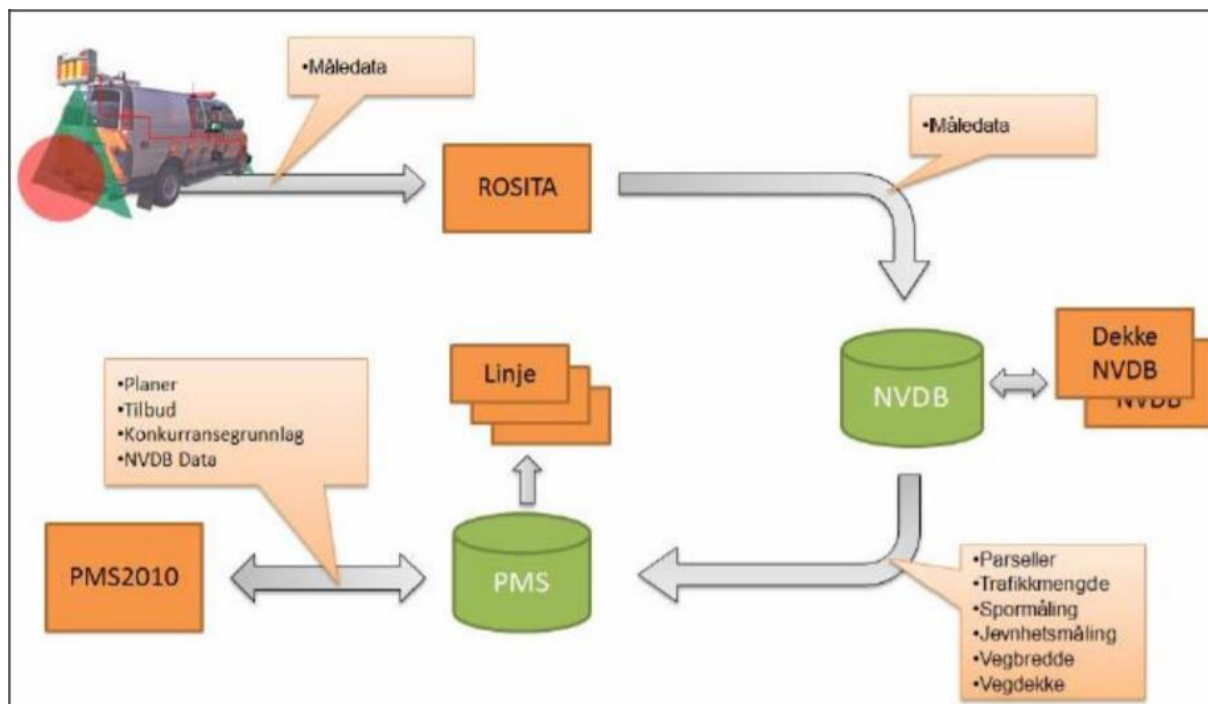 •Måledata
ROSITA
•Måledata
NVDB
Dekke
NVDB
NVDB
•Parseller
•Trafikkmengde
•Spormåling
•Jevnhetsmåling
•Vegbredde
•Vegdekke
Linje
PMS
•Planer
•Tilbud
•Konkurransegrunnlag
•NVDB Data
PMS2010